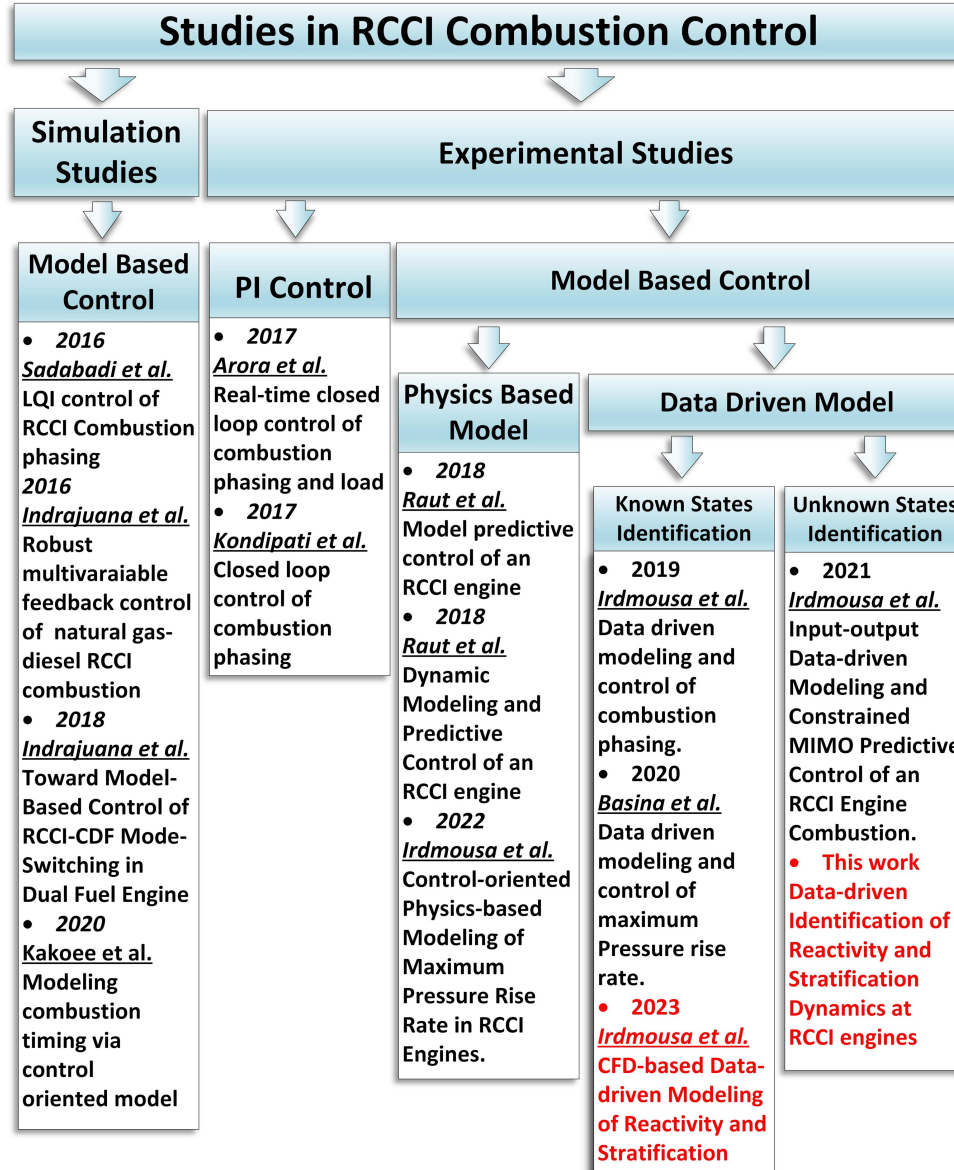 Studies in RCCI Combustion Control
Simulation
Studies
Experimental Studies
Model Based
Control
• 2016
Sadabadi et al.
LQI control of
RCCI Combustion
phasing
2016
Indrajuana et al.
Robust
multivaraiable
feedback control
of natural gas-
diesel RCCI
combustion
• 2018
Indrajuana et al.
Toward Model-
Based Control of
RCCI-CDF Mode-
Switching in
Dual Fuel Engine
• 2020
Kakoee et al.
Modeling
combustion
timing via
control
oriented model
PI Control
• 2017
Arora et al.
Real-time closed
loop control of
combustion
phasing and load
• 2017
Kondipati et al.
Closed loop
control of
combustion
phasing
Model Based Control
Physics Based
Model
• 2018
Raut et al.
Model predictive
control of an
RCCI engine
• 2018
Raut et al.
Dynamic
Modeling and
Predictive
Control of an
RCCI engine
• 2022
Irdmousa et al.
Control-oriented
Physics-based
Modeling of
Maximum
Pressure Rise
Rate in RCCI
Engines.
Data Driven Model
Known States
Identification
• 2019
Irdmousa et al.
Data driven
modeling and
control of
combustion
phasing.
• 2020
Basina et al.
Data driven
modeling and
control of
maximum
Pressure rise
rate.
• 2023
Irdmousa et al.
CFD-based Data-
driven Modeling
of Reactivity and
Stratification
Unknown States
Identification
• 2021
Irdmousa et al.
Input-output
Data-driven
Modeling and
Constrained
MIMO Predictive
Control of an
RCCI Engine
Combustion.
• This work
Data-driven
Identification of
Reactivity and
Stratification
Dynamics at
RCCI engines